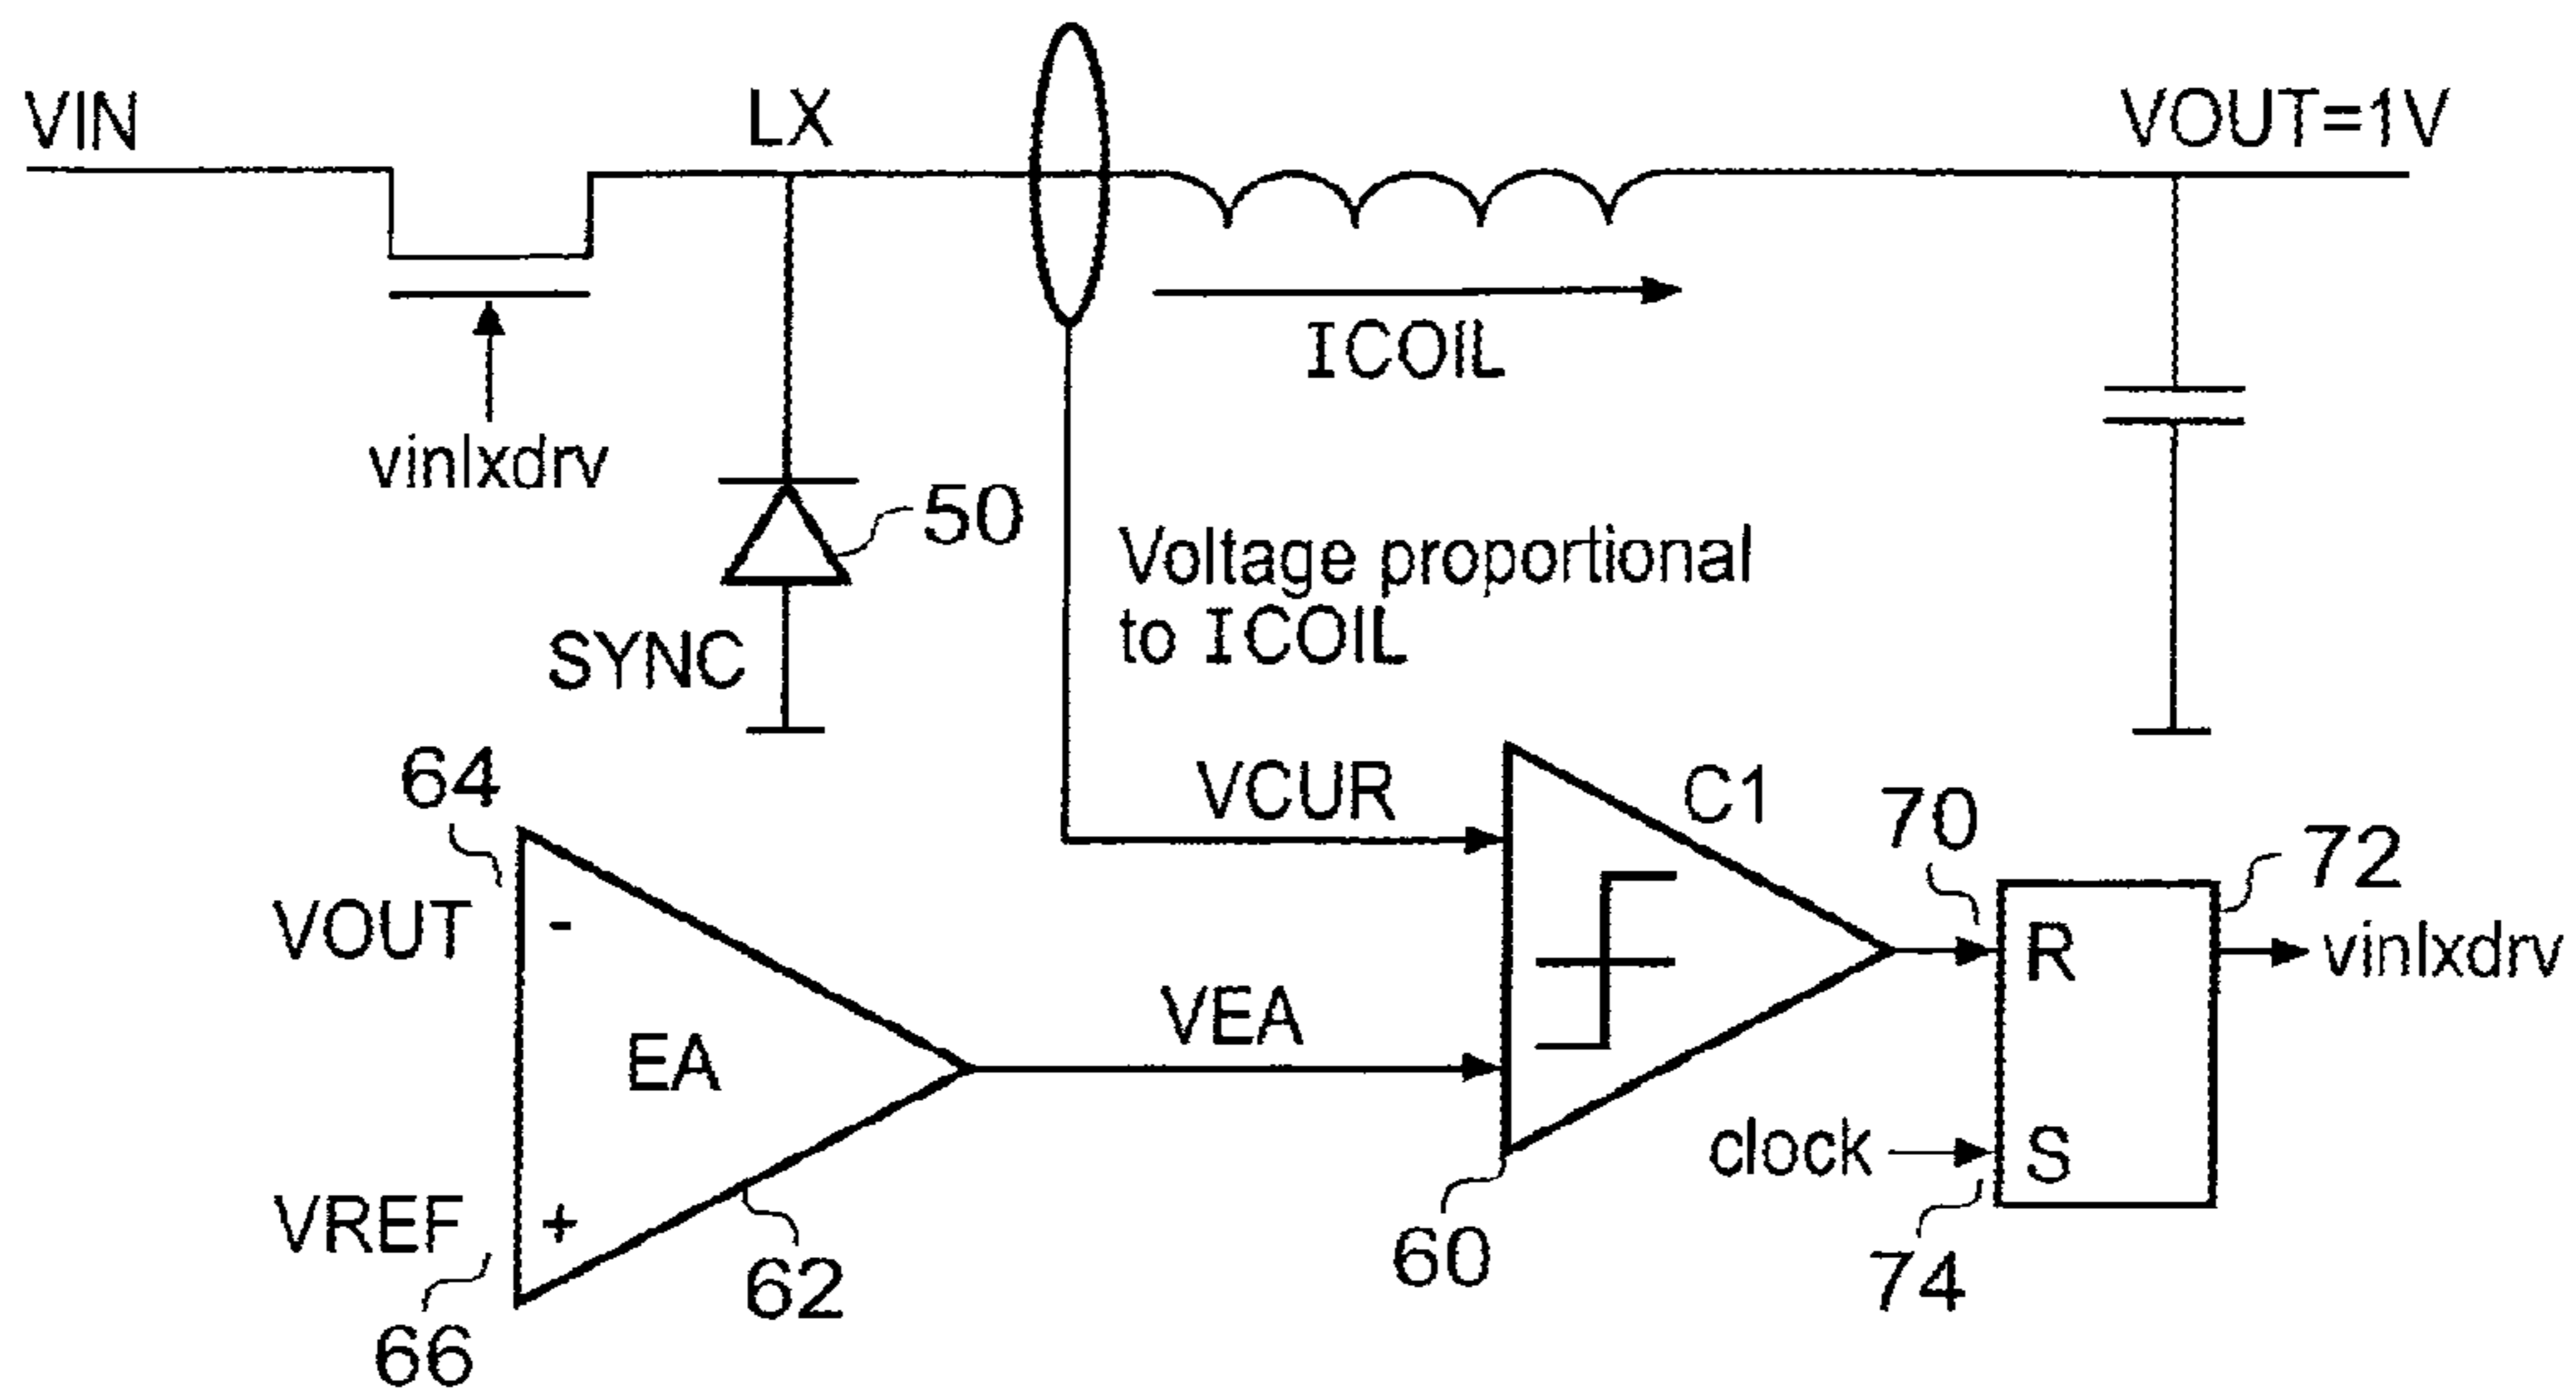 VIN
LX
VOUT=1V
ICOIL
vinlxdrv
50
Voltage proportional
to ICOIL
SYNC
64
VCUR
C1
70
72
VOUT
-
R
vinlxdrv
VEA
EA
clock
S
VREF
+
62
60
74
66